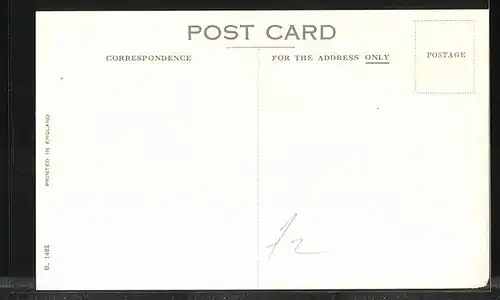 POST CARD
CORRESPONDENCE
FOR THE ADDRESS ONLY
POSTAGE
PRINTED IN ENGLAND
B. 1482